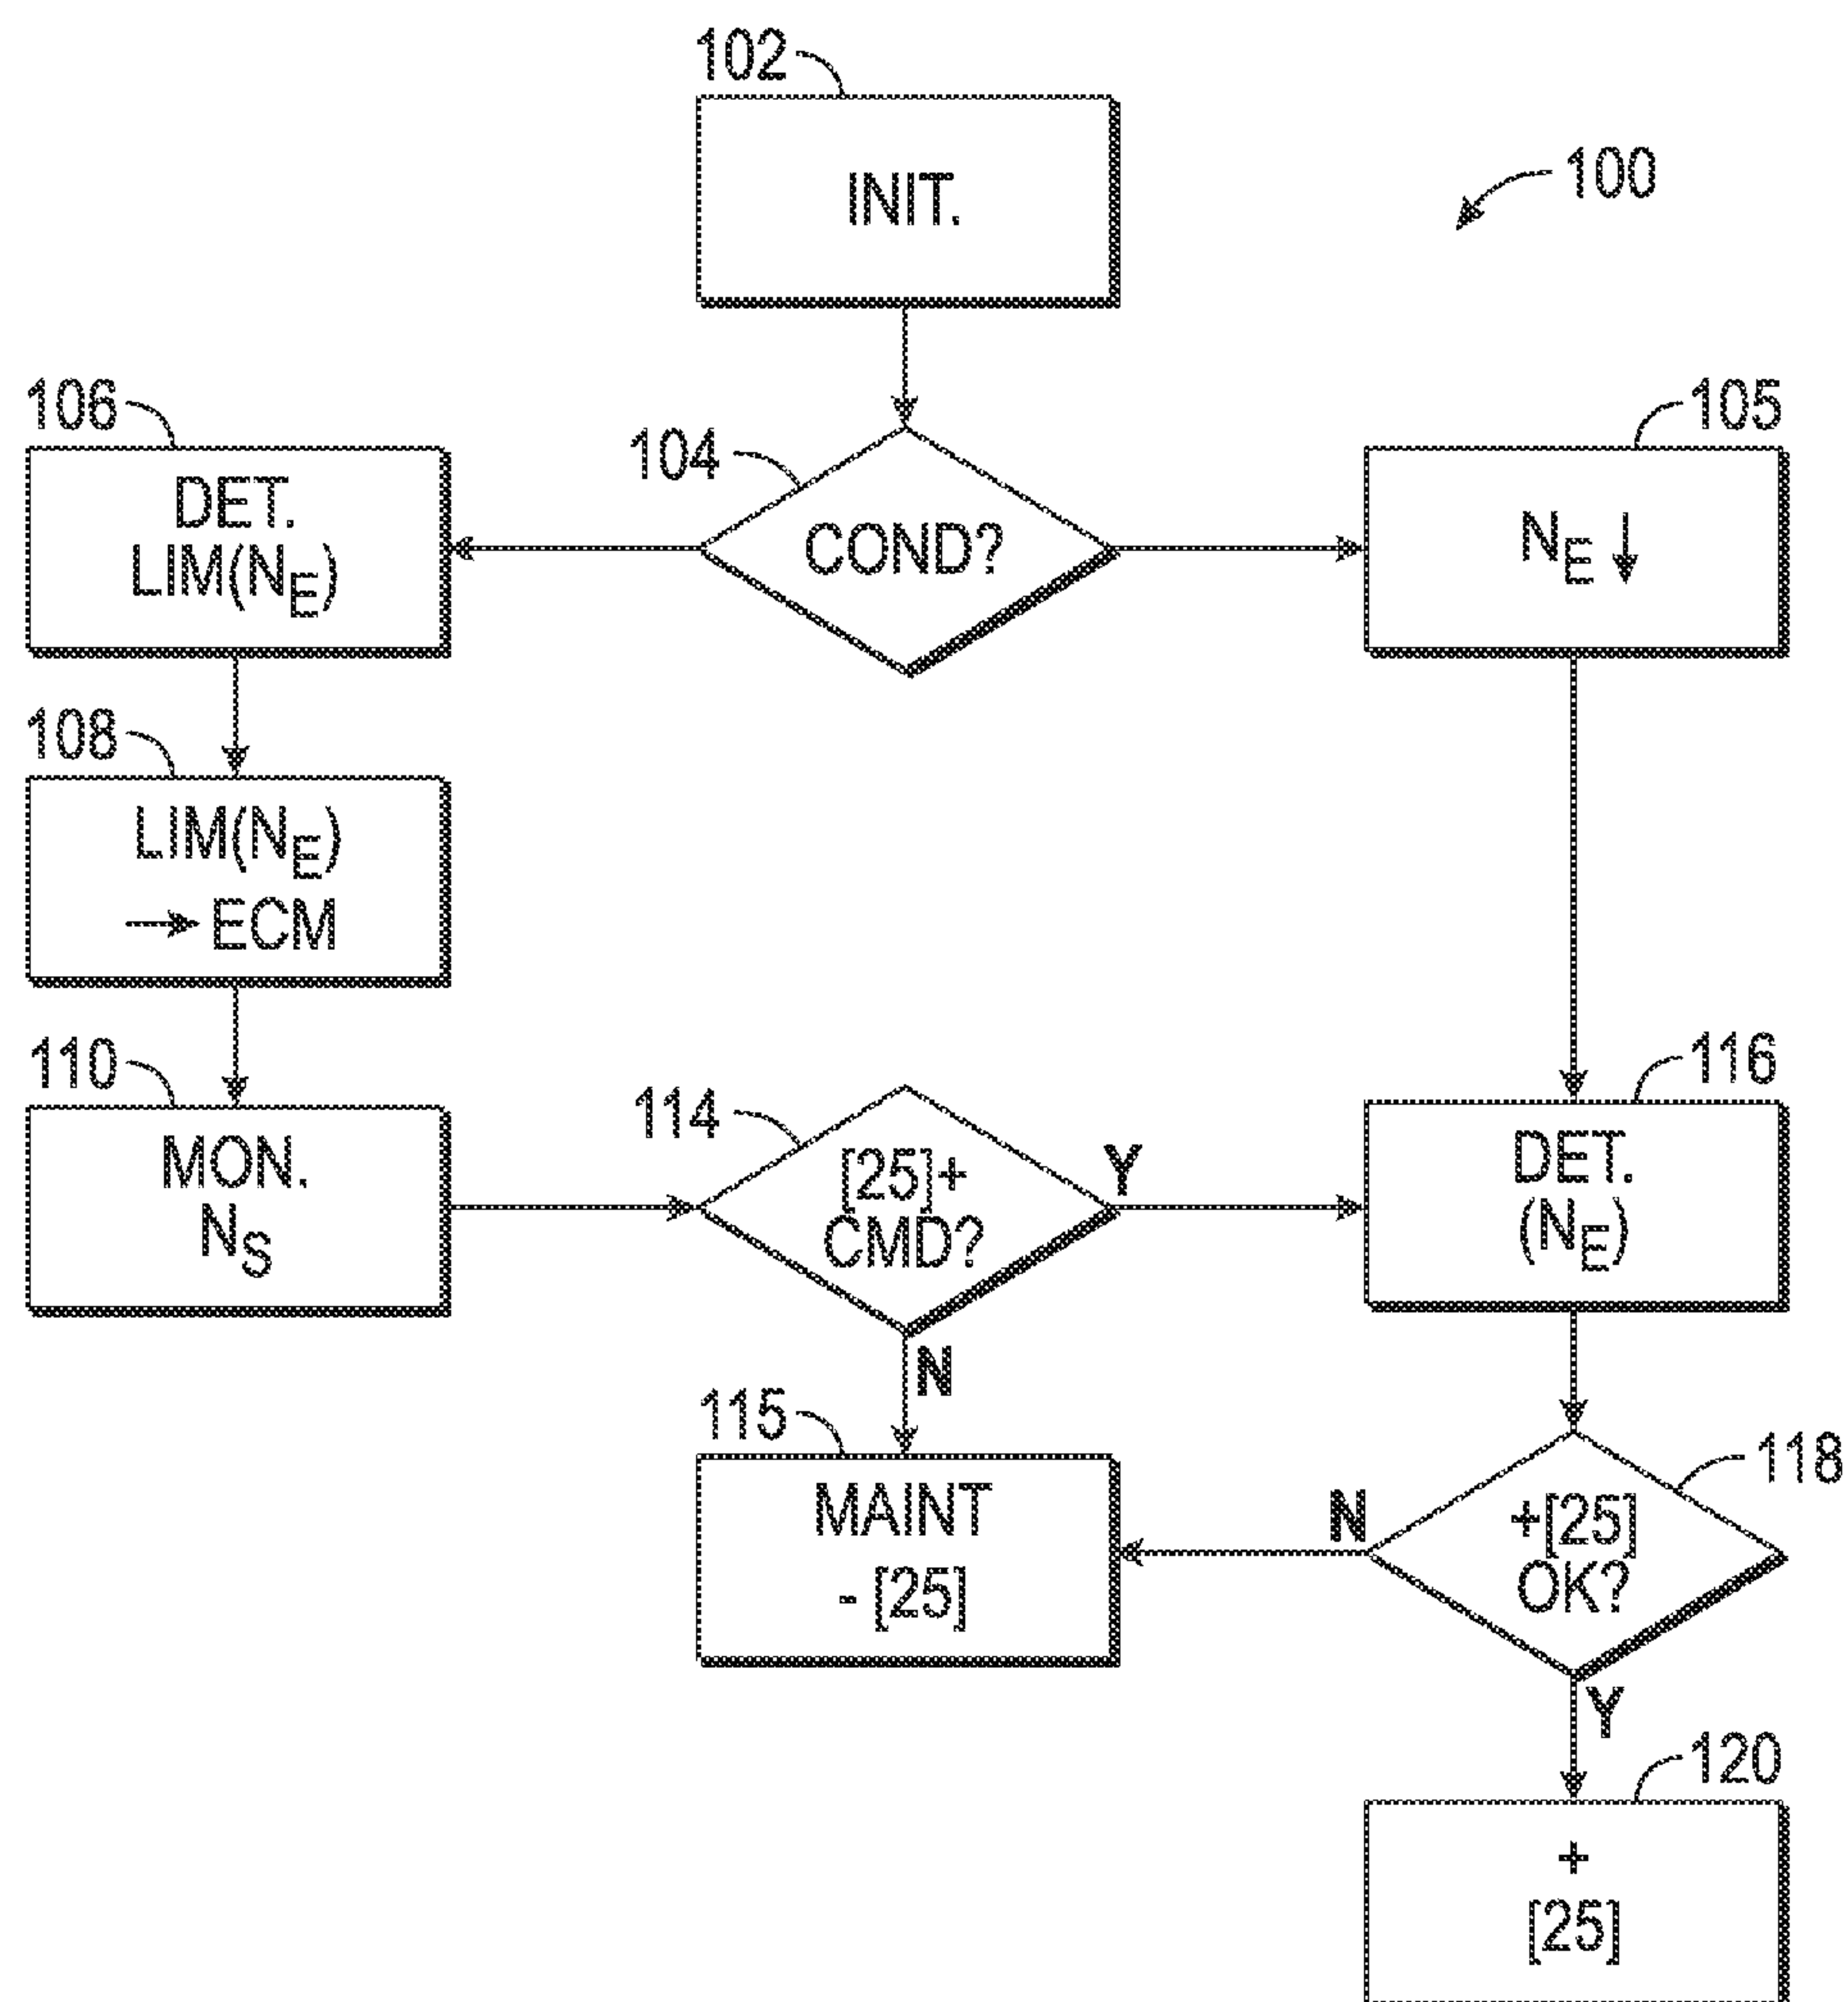 102
INIT.
100
106
DET.
LIM(NE)
104
COND?
105
NE ↓
108
LIM(NE)
→ ECM
110
MON.
NS
114
[25]+
CMD?
Y
N
116
DET.
(NE)
115
MAINT
- [25]
118
+[25]
OK?
N
Y
120
+
[25]